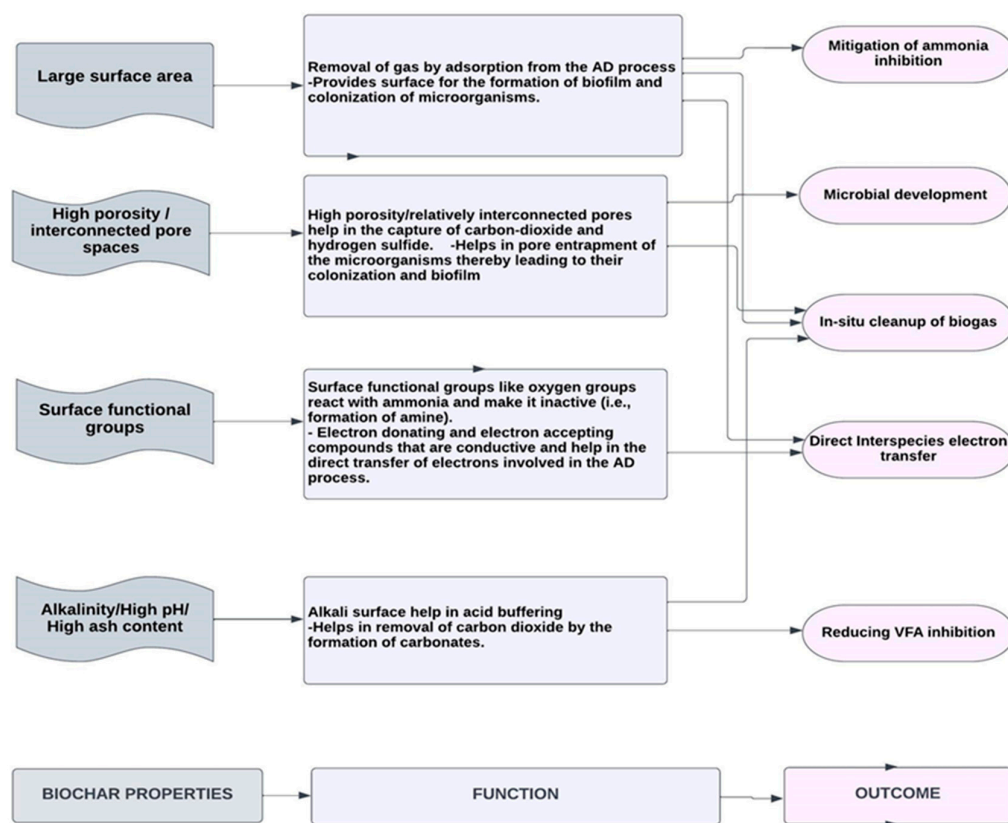 Large surface area
Removal of gas by adsorption from the AD process
-Provides surface for the formation of biofilm and
colonization of microorganisms.
Mitigation of ammonia
inhibition
High porosity /
interconnected pore
spaces
High porosity/relatively interconnected pores
help in the capture of carbon-dioxide and
hydrogen sulfide. -Helps in pore entrapment of
the microorganisms thereby leading to their
colonization and biofilm
Microbial development
In-situ cleanup of biogas
Surface functional
groups
Surface functional groups like oxygen groups
react with ammonia and make it inactive (i.e.,
formation of amine).
- Electron donating and electron accepting
compounds that are conductive and help in the
direct transfer of electrons involved in the AD
process.
Direct Interspecies electron
transfer
Alkalinity/High pH/
High ash content
Alkali surface help in acid buffering
-Helps in removal of carbon dioxide by the
formation of carbonates.
Reducing VFA inhibition
BIOCHAR PROPERTIES
FUNCTION
OUTCOME